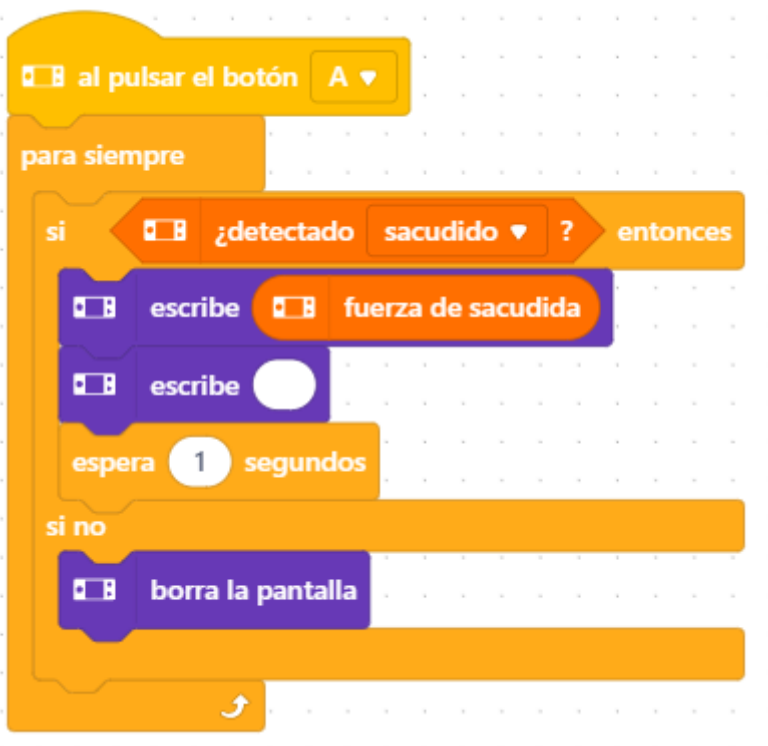 al pulsar el botón A
para siempre
si ¿detectado sacudido ? entonces
escribe fuerza de sacudida
escribe
espera 1 segundos
si no
borra la pantalla